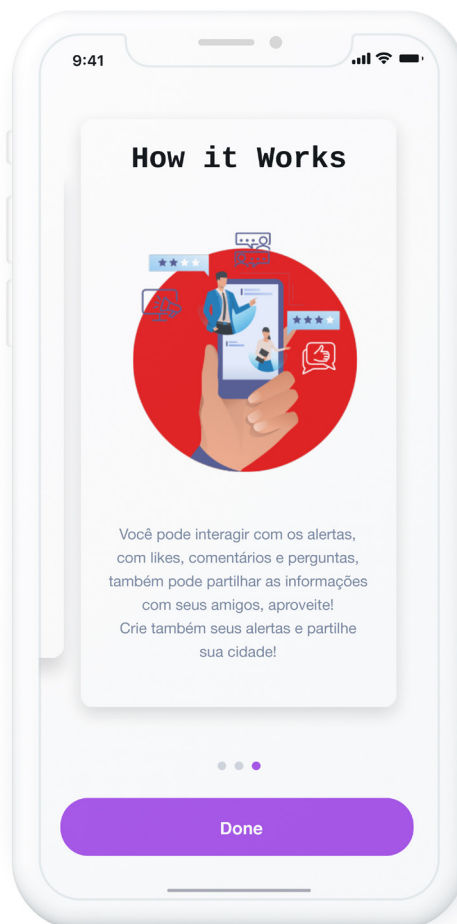 9:41
How it Works
Você pode interagir com os alertas,
com likes, comentários e perguntas,
também pode partilhar as informações
com seus amigos, aproveite!
Crie também seus alertas e partilhe
sua cidade!
Done